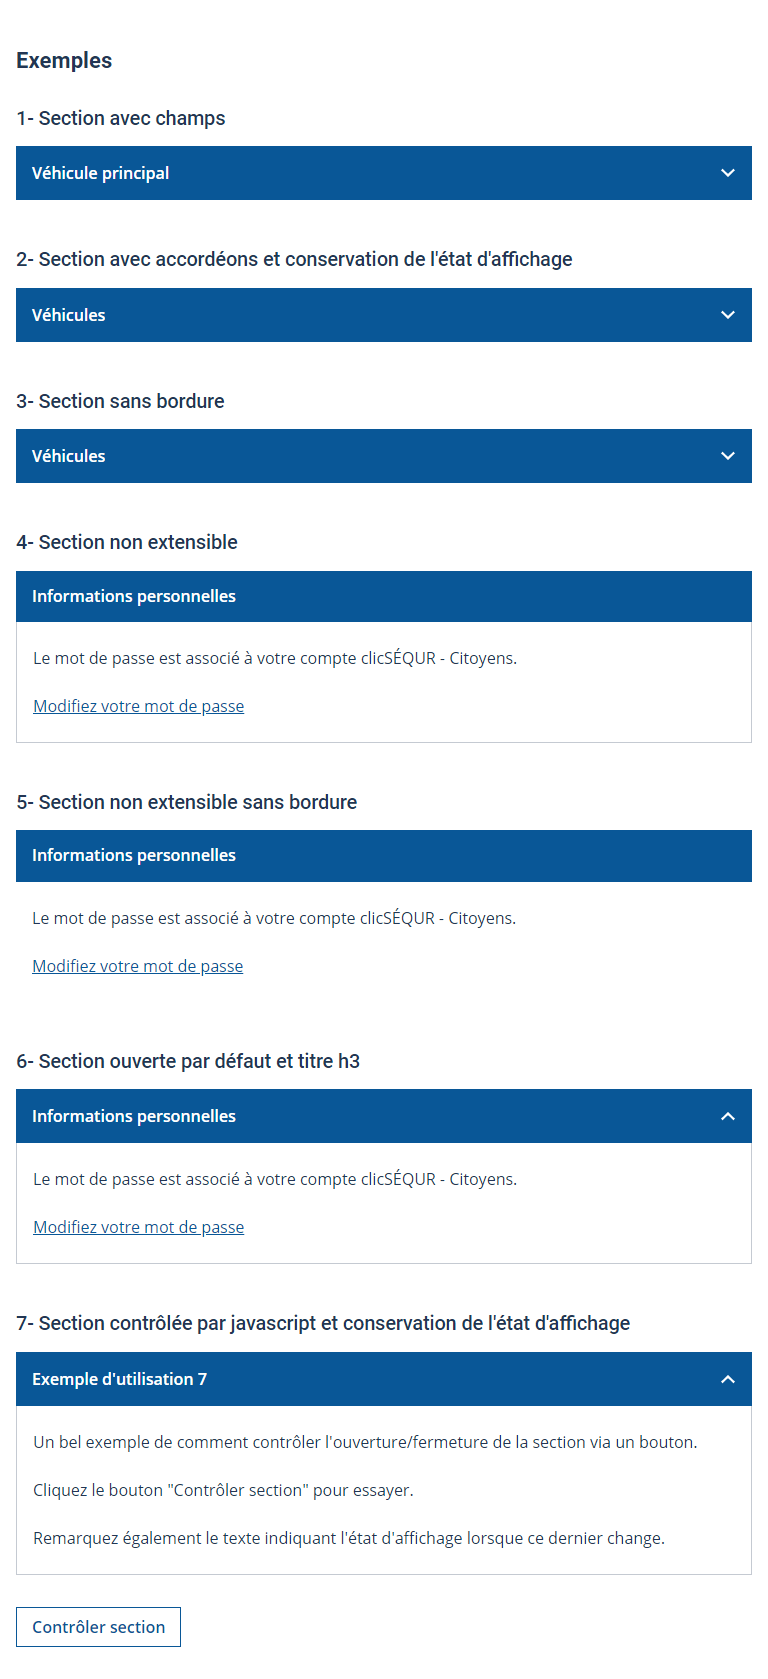 Exemples
1- Section avec champs
Véhicule principal
2- Section avec accordéons et conservation de l'état d'affichage
Véhicules
3- Section sans bordure
Véhicules
4- Section non extensible
Informations personnelles
Le mot de passe est associé à votre compte clicSÉQUR - Citoyens.
Modifiez votre mot de passe
5- Section non extensible sans bordure
Informations personnelles
Le mot de passe est associé à votre compte clicSÉQUR - Citoyens.
Modifiez votre mot de passe
6- Section ouverte par défaut et titre h3
Informations personnelles
Le mot de passe est associé à votre compte clicSÉQUR - Citoyens.
Modifiez votre mot de passe
7- Section contrôlée par javascript et conservation de l'état d'affichage
Exemple d'utilisation 7
Un bel exemple de comment contrôler l'ouverture/fermeture de la section via un bouton.
Cliquez le bouton "Contrôler section" pour essayer.
Remarquez également le texte indiquant l'état d'affichage lorsque ce dernier change.
Contrôler section